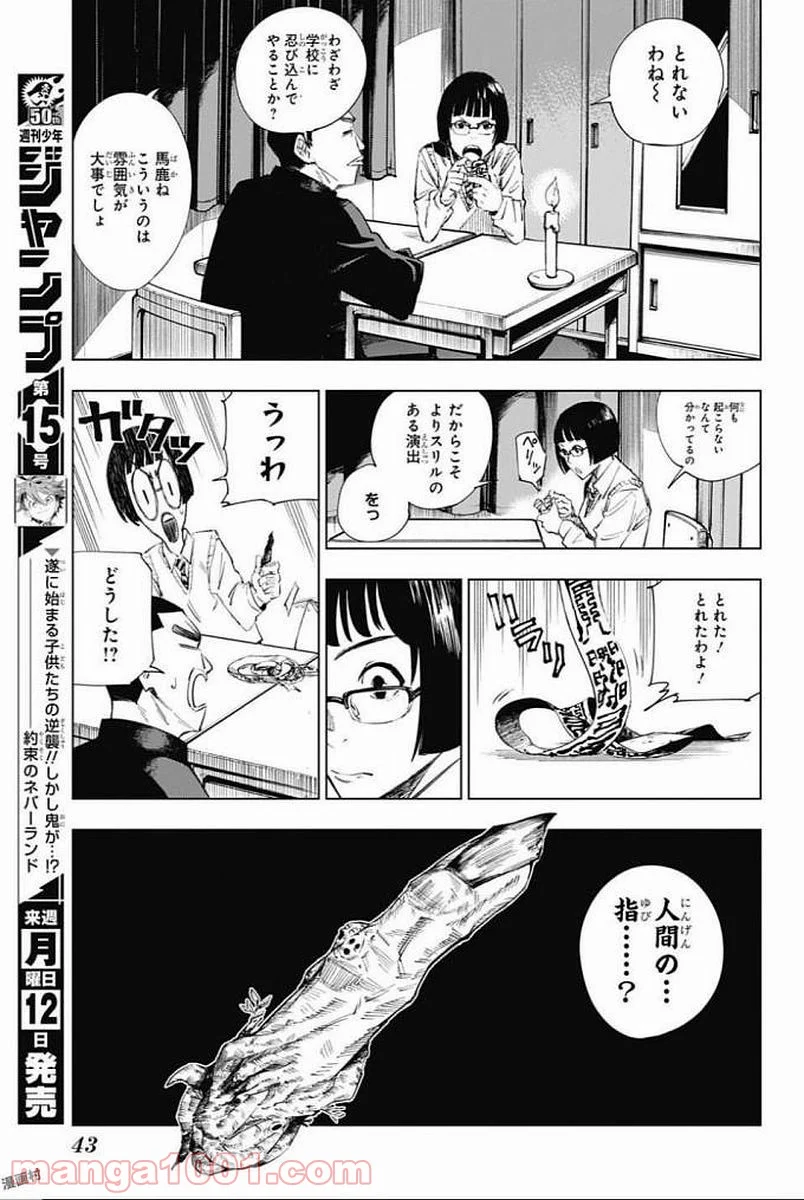 とれない
わね〜
わざわざ
学校に
忍び込んで
やることか？
馬鹿ね
こういうのは
雰囲気が
大事でしょ
何も
起こらない
なんて
分かってるの
ペリ
だからこそ
よりスリルの
ある演出
をっ
うっわ
ガタッ
どうした!?
とれた!
とれたわよ!
人間の…
指……？
50th
週刊少年
ジャンプ
第
15
号
▼遂に始まる子供たちの逆襲!!しかし鬼が…!?
約束のネバーランド
来週
月
曜日
12
日
発売
43
manga1001.com
漫画村